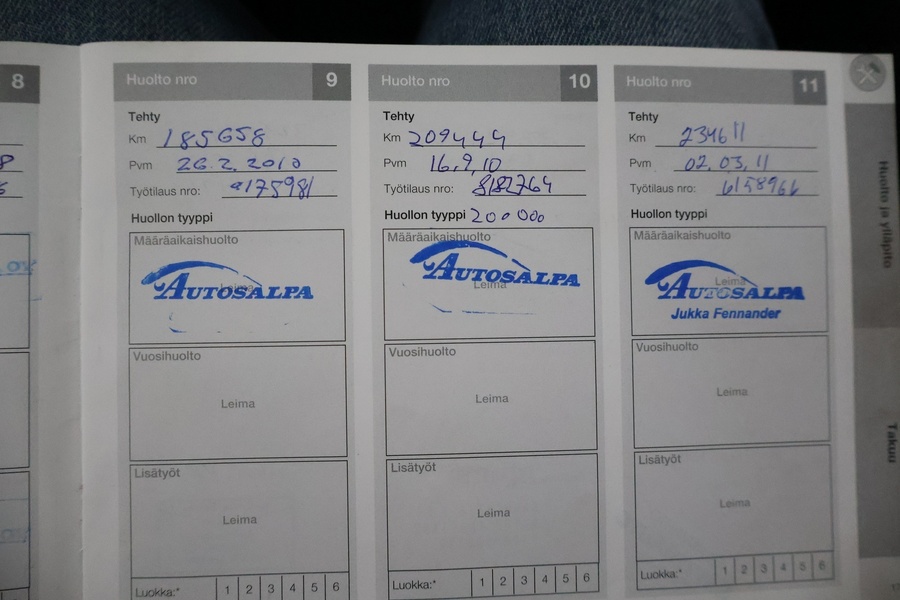 8
Huolto nro 9
Tehty
Km 185658
Pvm 26.2.2010
Työtilaus nro:
Huollon tyyppi
Määräaikaishuolto
Leima
AUTOSALPA
Vuosihuolto
Leima
Lisätyöt
Leima
Luokka:* 1 2 3 4 5 6
Huolto nro 10
Tehty
Km 209444
Pvm 16.9.10
Työtilaus nro: 8182764
Huollon tyyppi 200000
Määräaikaishuolto
Leima
AUTOSALPA
Vuosihuolto
Leima
Lisätyöt
Leima
Luokka:* 1 2 3 4 5 6
Huolto nro 11
Tehty
Km 234611
Pvm 02.03.11
Työtilaus nro:
Huollon tyyppi
Määräaikaishuolto
Leima
AUTOSALPA
Jukka Fennander
Vuosihuolto
Leima
Lisätyöt
Leima
Luokka:* 1 2 3 4 5 6
Huolto ja ylläpito
Takuu